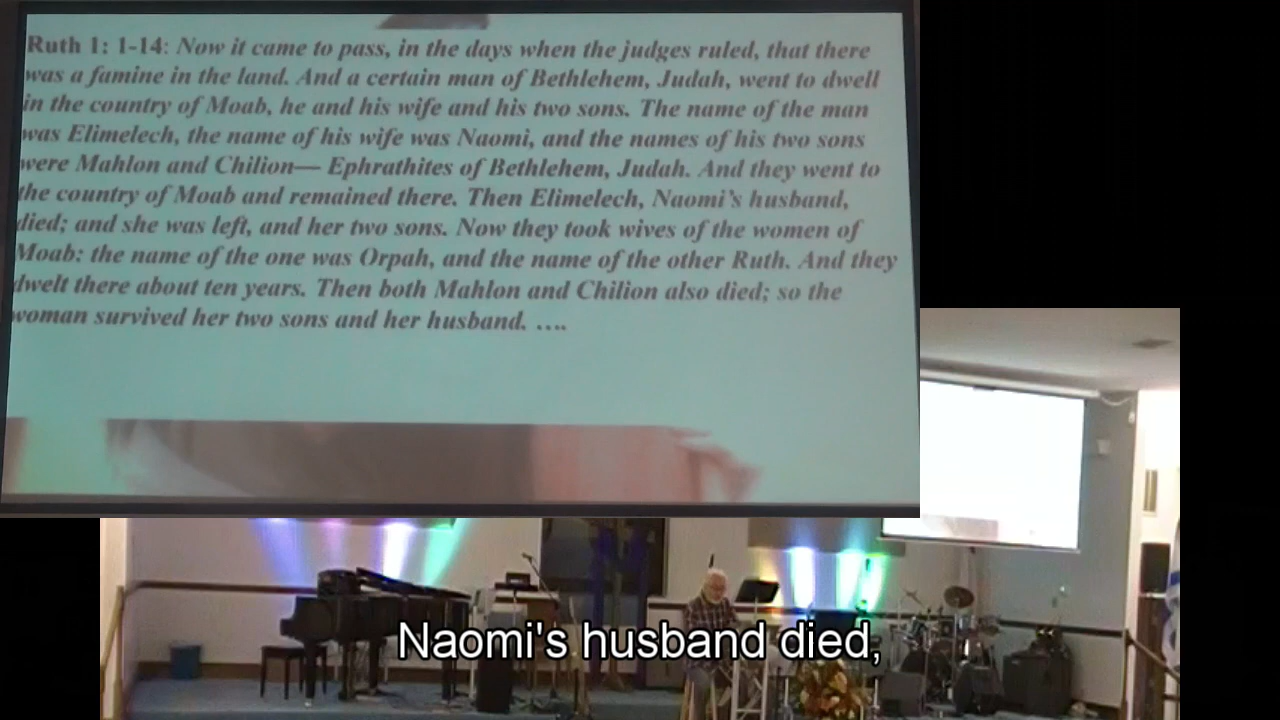 Ruth 1: 1-14: Now it came to pass, in the days when the judges ruled, that there
was a famine in the land. And a certain man of Bethlehem, Judah, went to dwell
in the country of Moab, he and his wife and his two sons. The name of the man
was Elimelech, the name of his wife was Naomi, and the names of his two sons
were Mahlon and Chilion— Ephrathites of Bethlehem, Judah. And they went to
the country of Moab and remained there. Then Elimelech, Naomi’s husband,
died; and she was left, and her two sons. Now they took wives of the women of
Moab: the name of the one was Orpah, and the name of the other Ruth. And they
dwelt there about ten years. Then both Mahlon and Chilion also died; so the
woman survived her two sons and her husband. ….
Naomi's husband died,